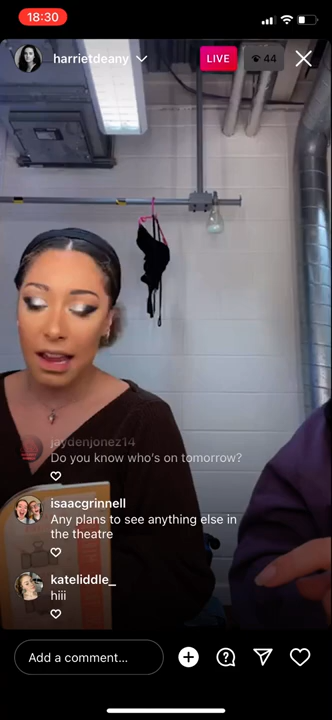 18:30
harrietdeany
LIVE
44
jaydenjonez14
Do you know who's on tomorrow?
isaacgrinnell
Any plans to see anything else in
the theatre
kateliddle_
hiii
Add a comment...